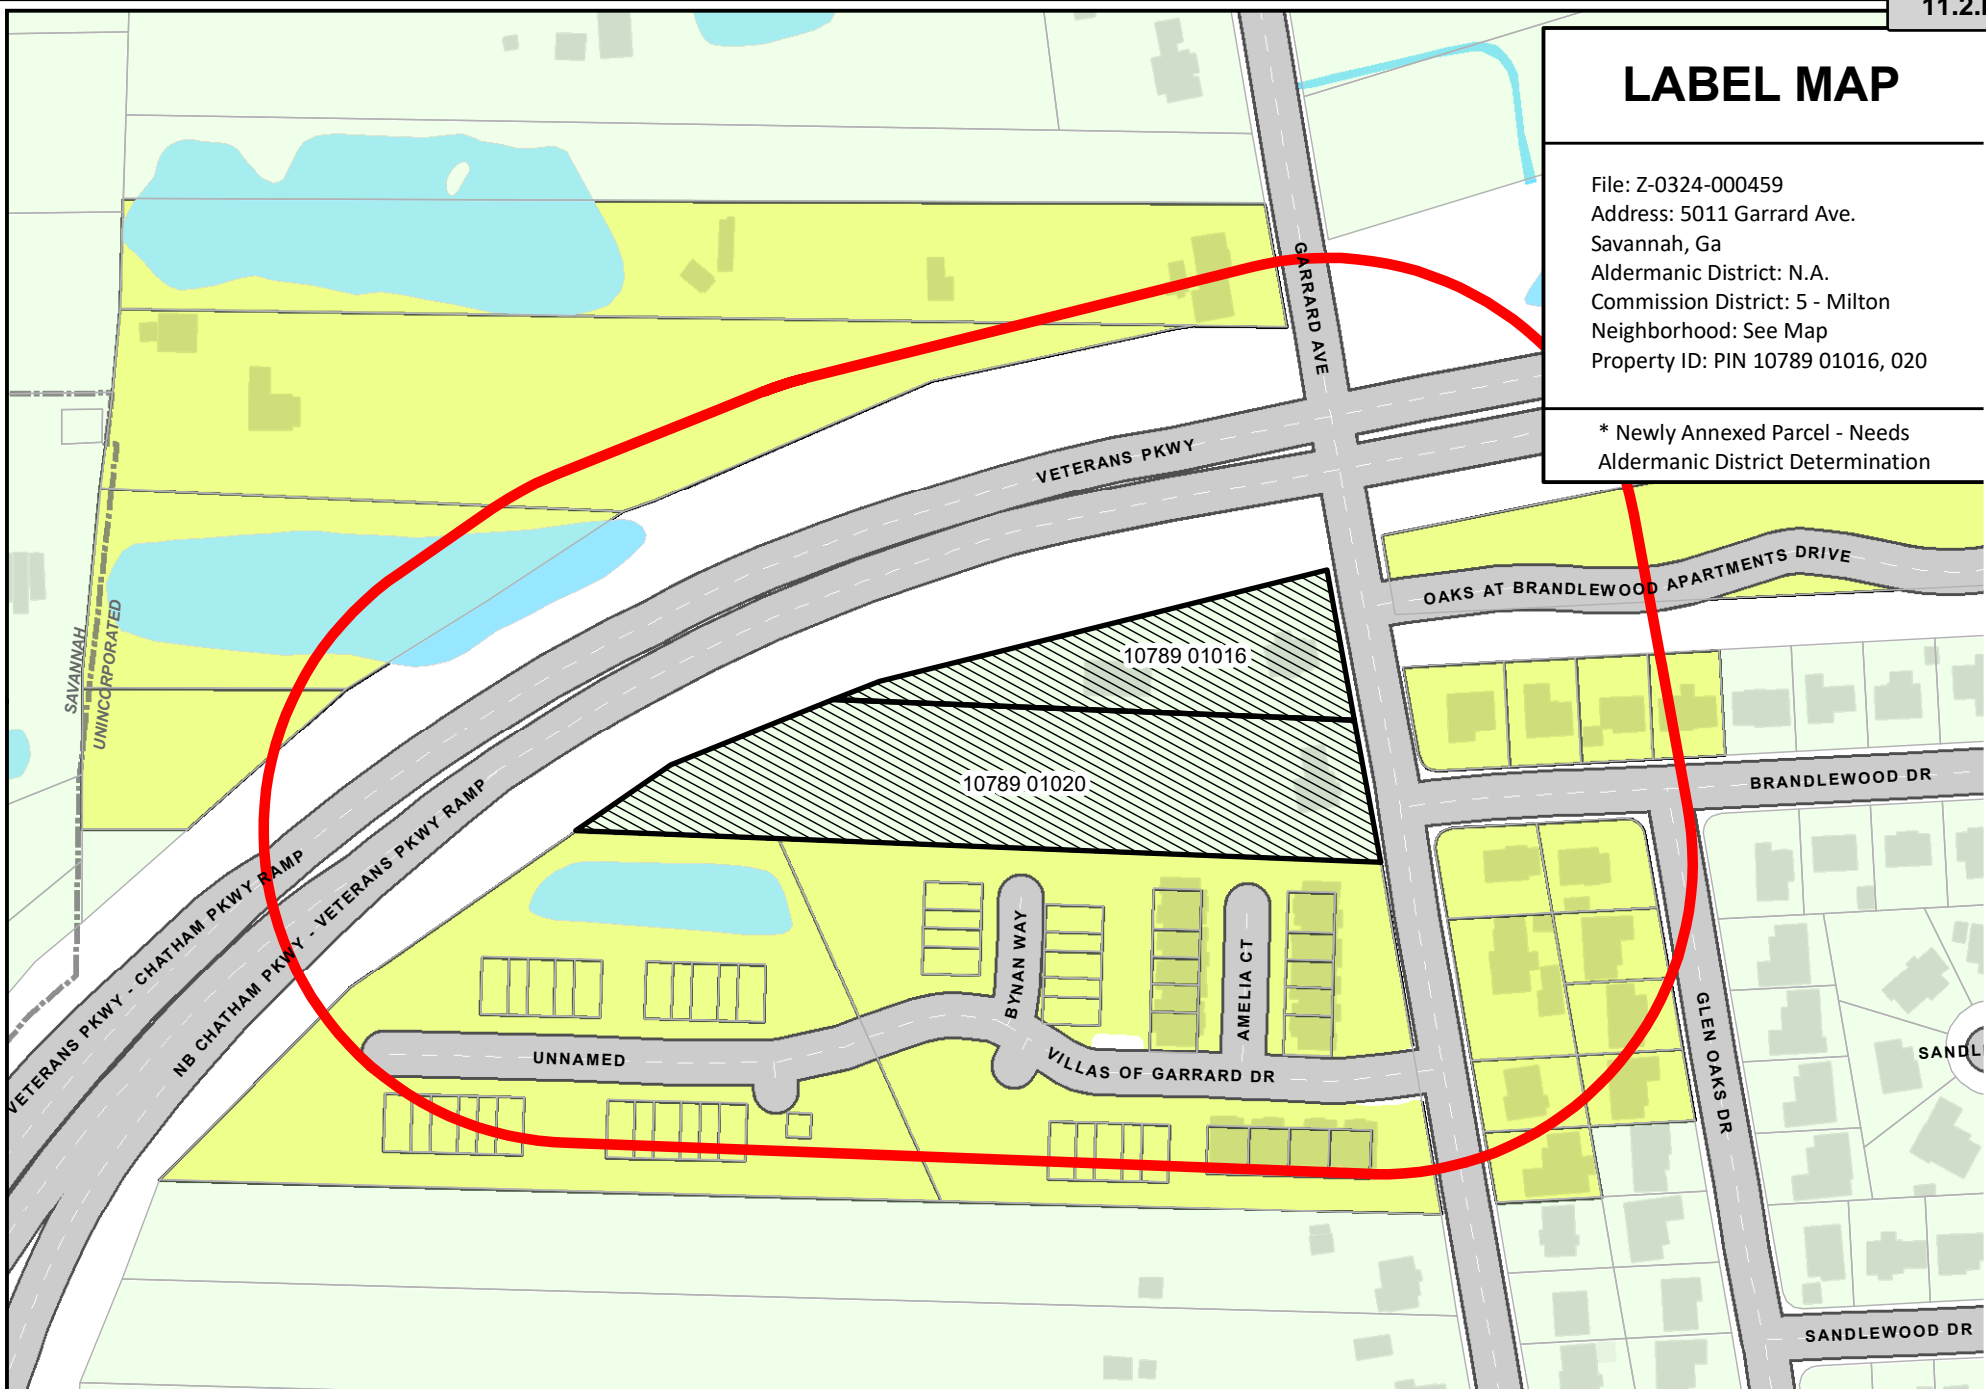 11.2.
LABEL MAP
File: Z-0324-000459
Address: 5011 Garrard Ave.
Savannah, Ga
Aldermanic District: N.A.
Commission District: 5 - Milton
Neighborhood: See Map
Property ID: PIN 10789 01016, 020
* Newly Annexed Parcel - Needs
Aldermanic District Determination
GARRARD AVE
VETERANS PKWY
OAKS AT BRANDLEWOOD APARTMENTS DRIVE
SAVANNAH
UNINCORPORATED
10789 01016
10789 01020
BRANDLEWOOD DR
VETERANS PKWY - CHATHAM PKWY RAMP
NB CHATHAM PKWY - VETERANS PKWY RAMP
BYNAN WAY
AMELIA CT
UNNAMED
VILLAS OF GARRARD DR
GLEN OAKS DR
SANDL
SANDLEWOOD DR